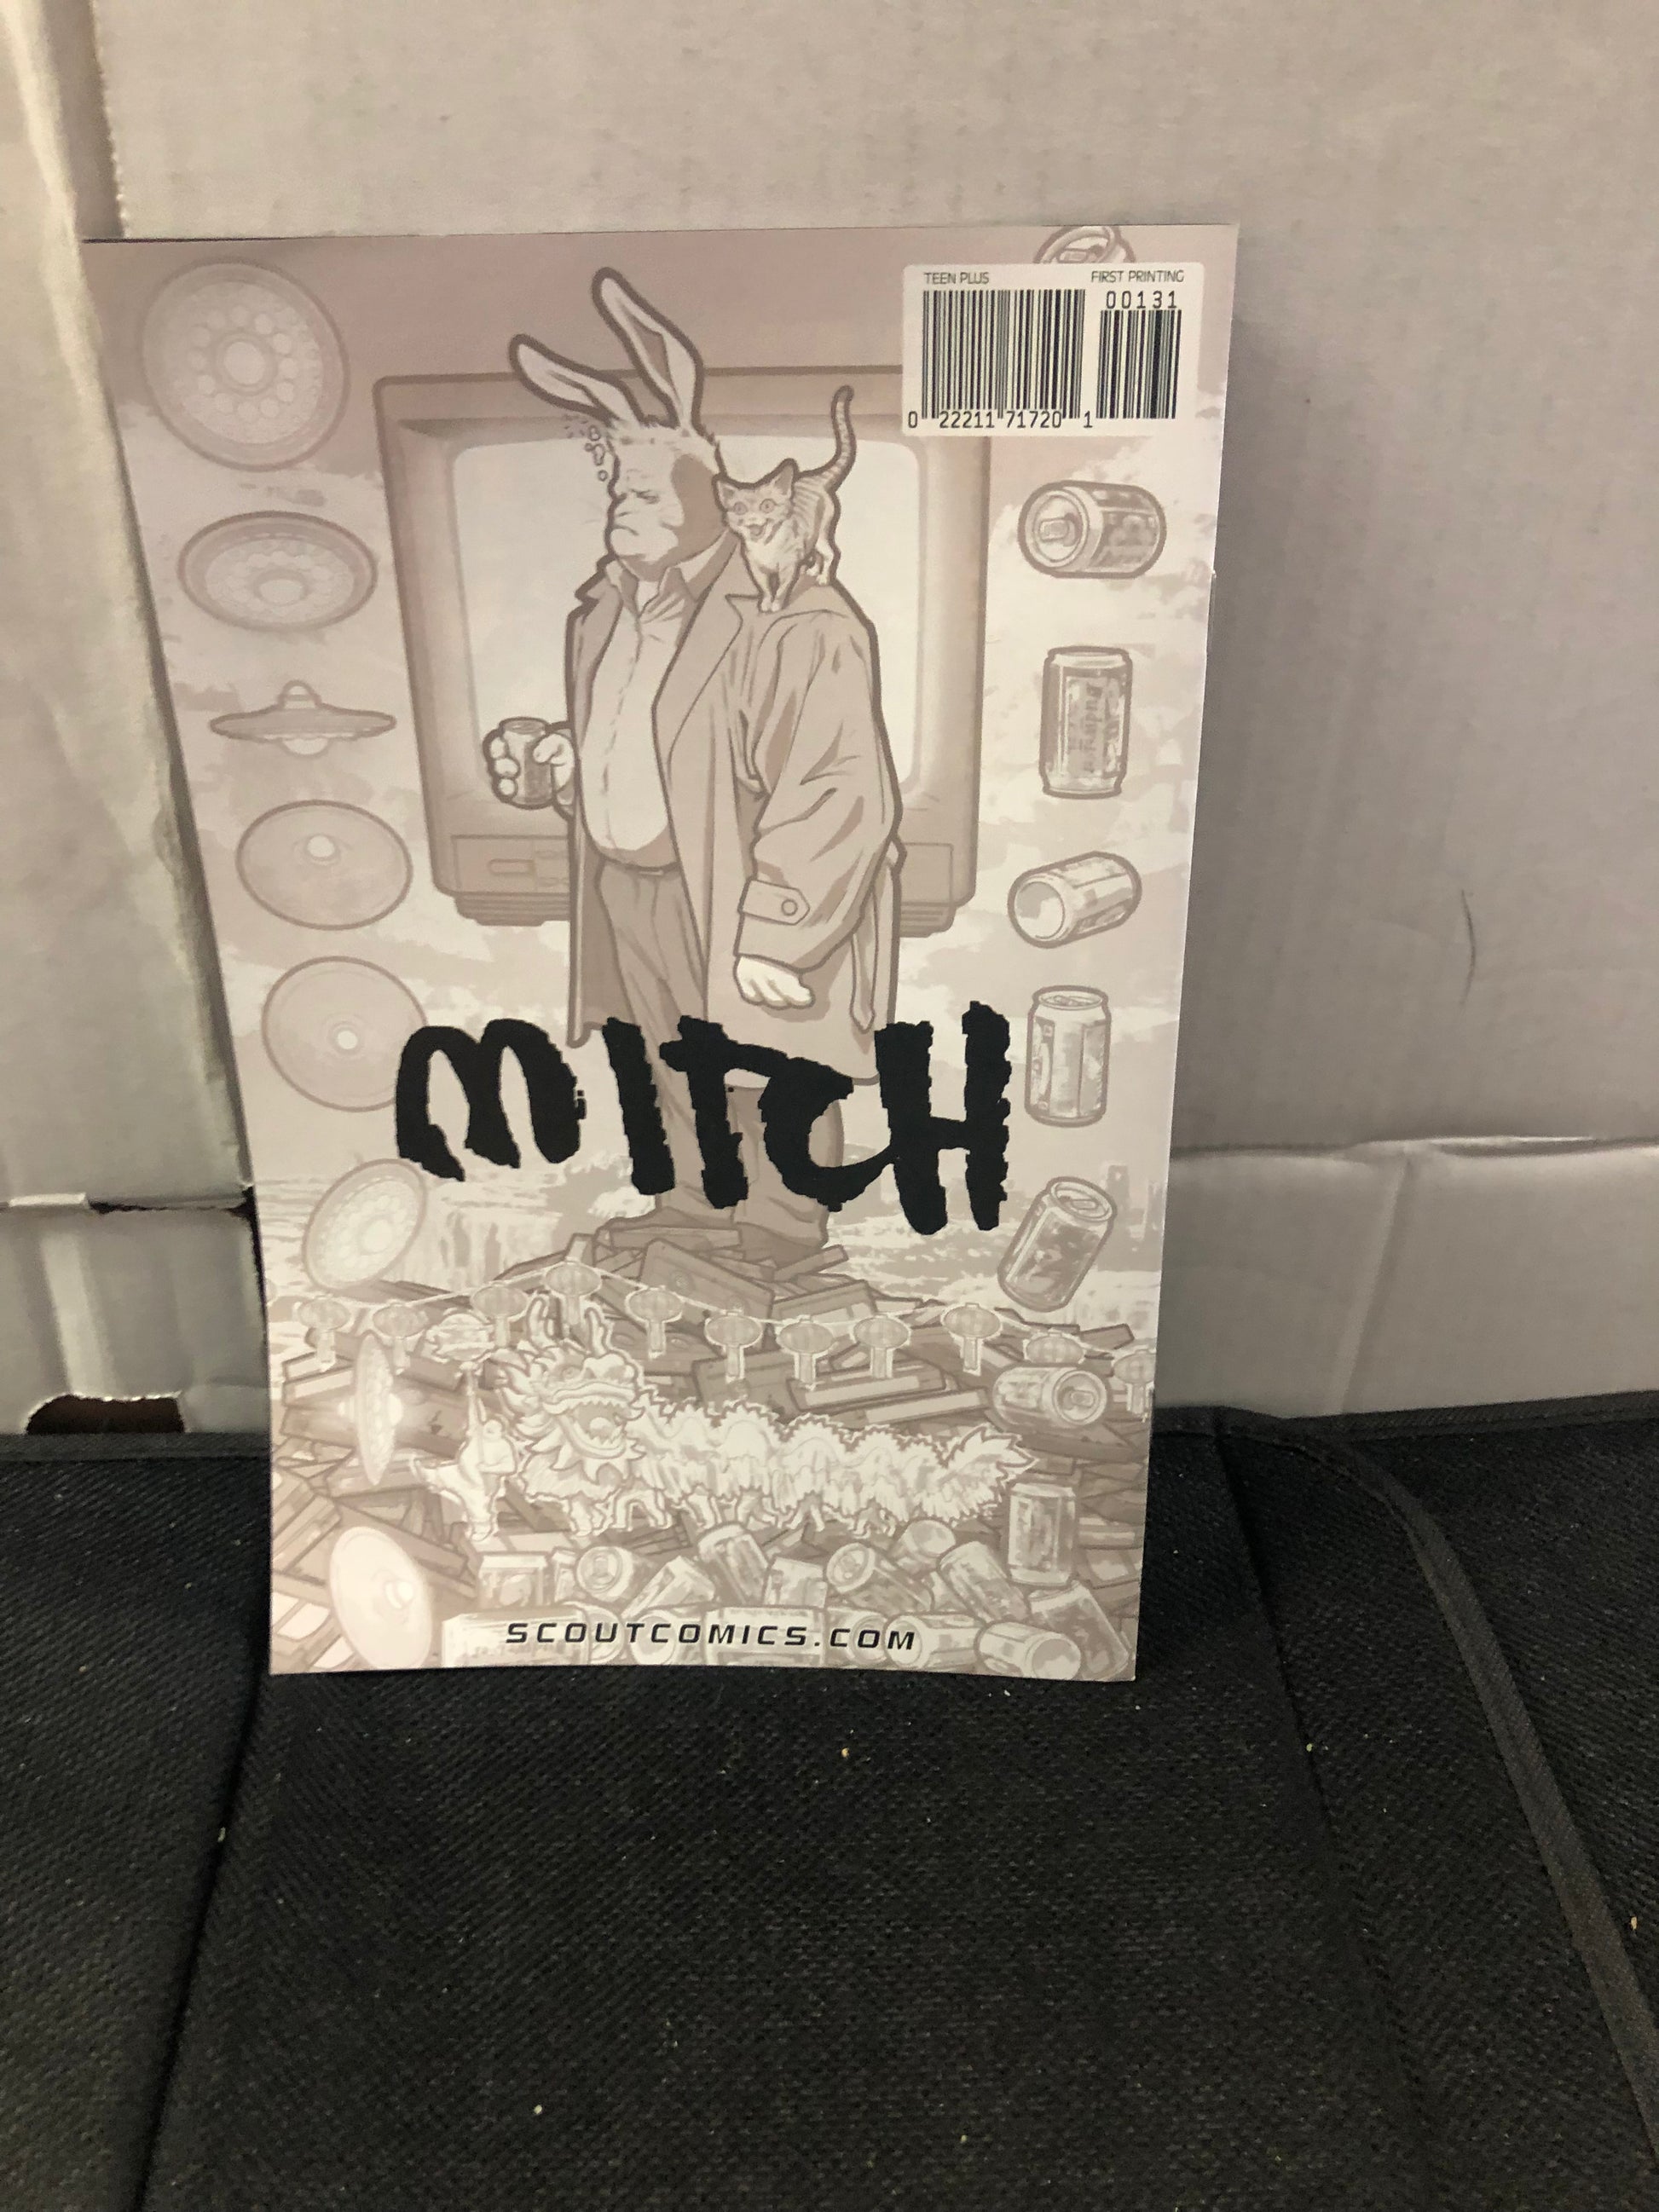 TEEN PLUS FIRST PRINTING
00131
0 22211 71720 1
MITCH
SCOUTCOMICS.COM